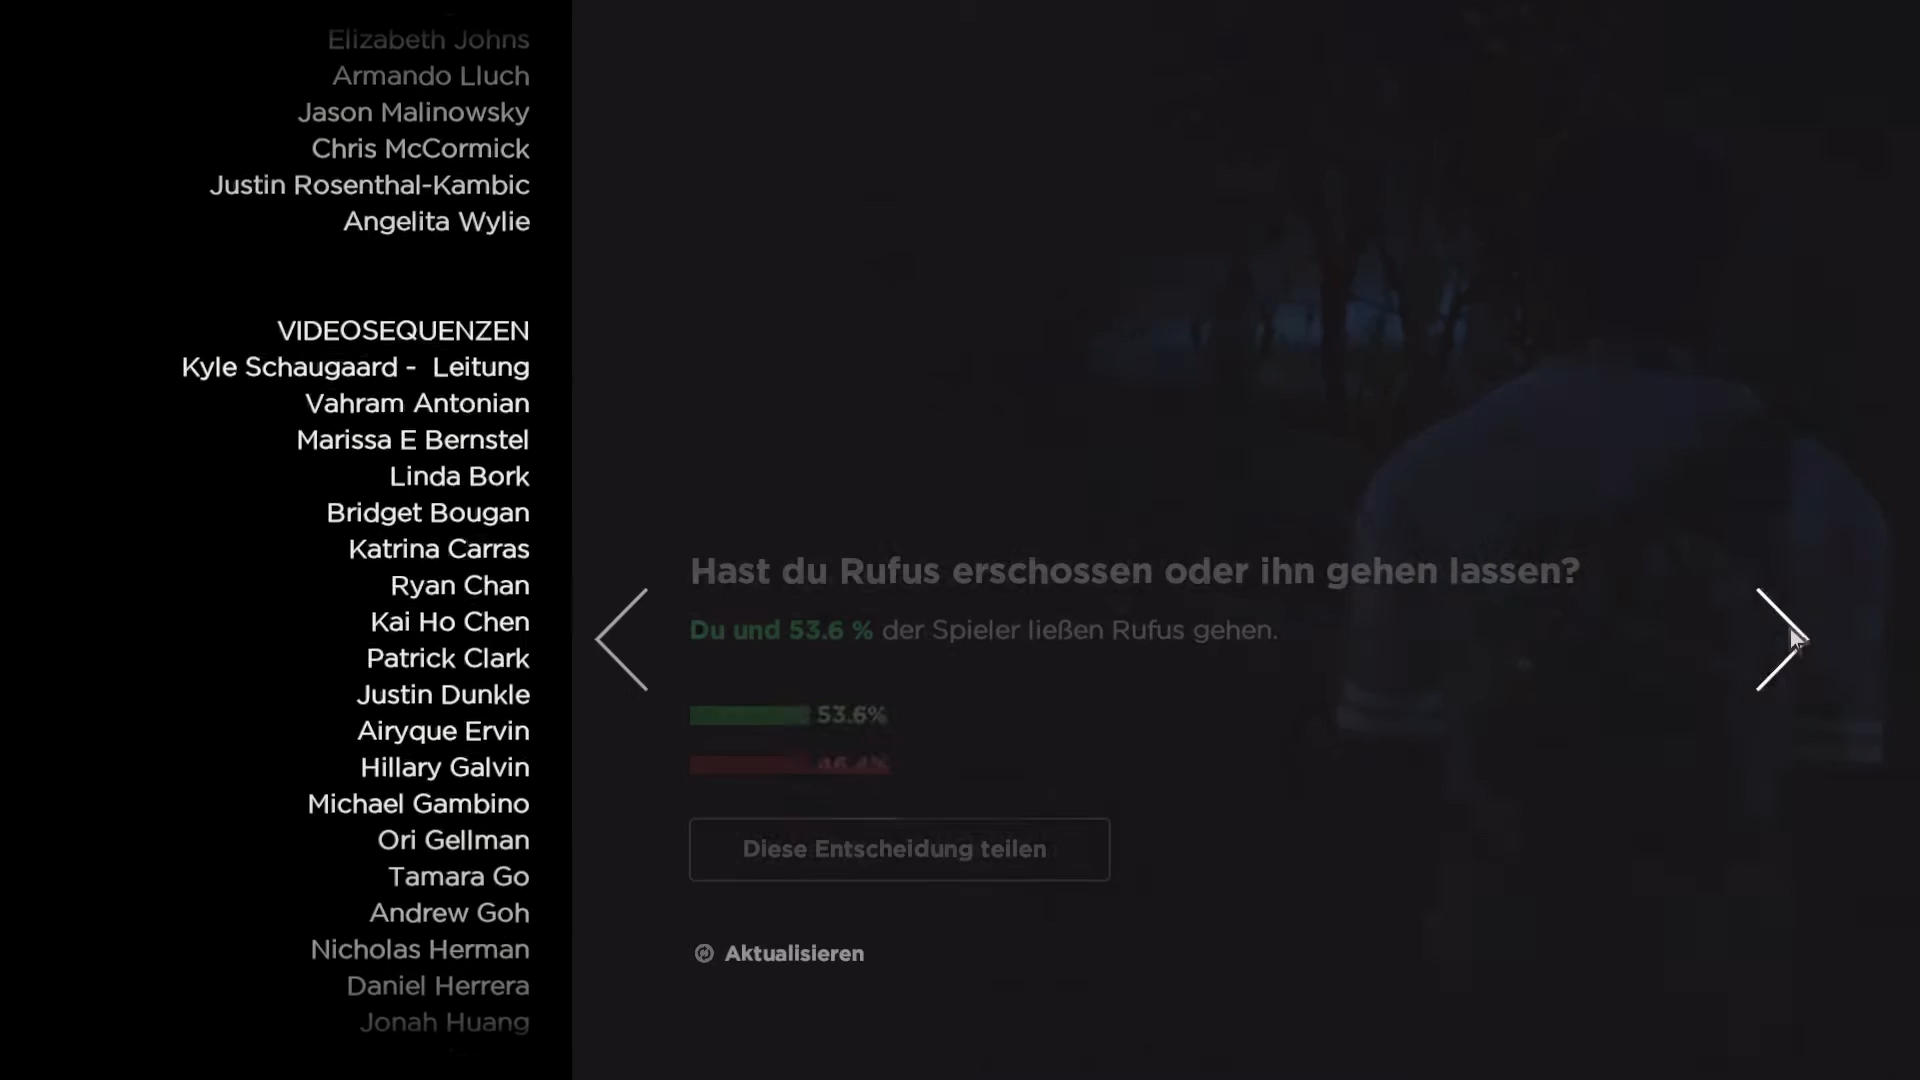 Elizabeth Johns
Armando Lluch
Jason Malinowsky
Chris McCormick
Justin Rosenthal-Kambic
Angelita Wylie
VIDEOSEQUENZEN
Kyle Schaugaard - Leitung
Vahram Antonian
Marissa E Bernstel
Linda Bork
Bridget Bougan
Katrina Carras
Ryan Chan
Kai Ho Chen
Patrick Clark
Justin Dunkle
Airyque Ervin
Hillary Galvin
Michael Gambino
Ori Gellman
Tamara Go
Andrew Goh
Nicholas Herman
Daniel Herrera
Jonah Huang
Hast du Rufus erschossen oder ihn gehen lassen?
Du und 53.6 % der Spieler ließen Rufus gehen.
53.6%
46.4%
Diese Entscheidung teilen
Aktualisieren